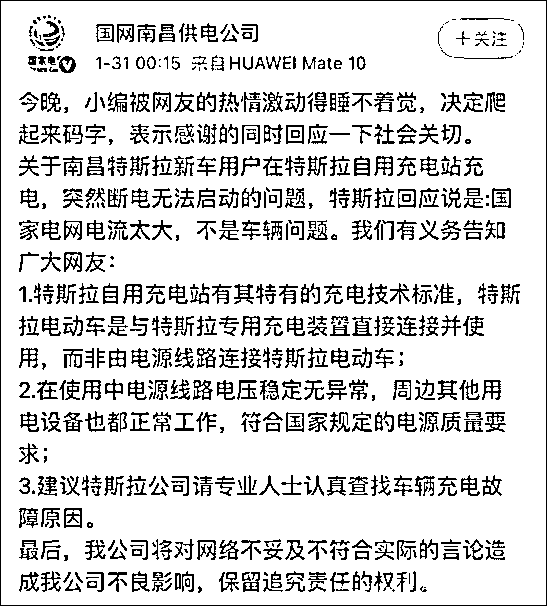 国网南昌供电公司
+关注
1-31 00:15 来自HUAWEI Mate 10
今晚，小编被网友的热情激动得睡不着觉，决定爬
起来码字，表示感谢的同时回应一下社会关切。
关于南昌特斯拉新车用户在特斯拉自用充电站充
电，突然断电无法启动的问题，特斯拉回应说是:国
家电网电流太大，不是车辆问题。我们有义务告知
广大网友：
1.特斯拉自用充电站有其特有的充电技术标准，特斯
拉电动车是与特斯拉专用充电装置直接连接并使
用，而非由电源线路连接特斯拉电动车；
2.在使用中电源线路电压稳定无异常，周边其他用
电设备也都正常工作，符合国家规定的电源质量要
求；
3.建议特斯拉公司请专业人士认真查找车辆充电故
障原因。
最后，我公司将对网络不妥及不符合实际的言论造
成我公司不良影响，保留追究责任的权利。